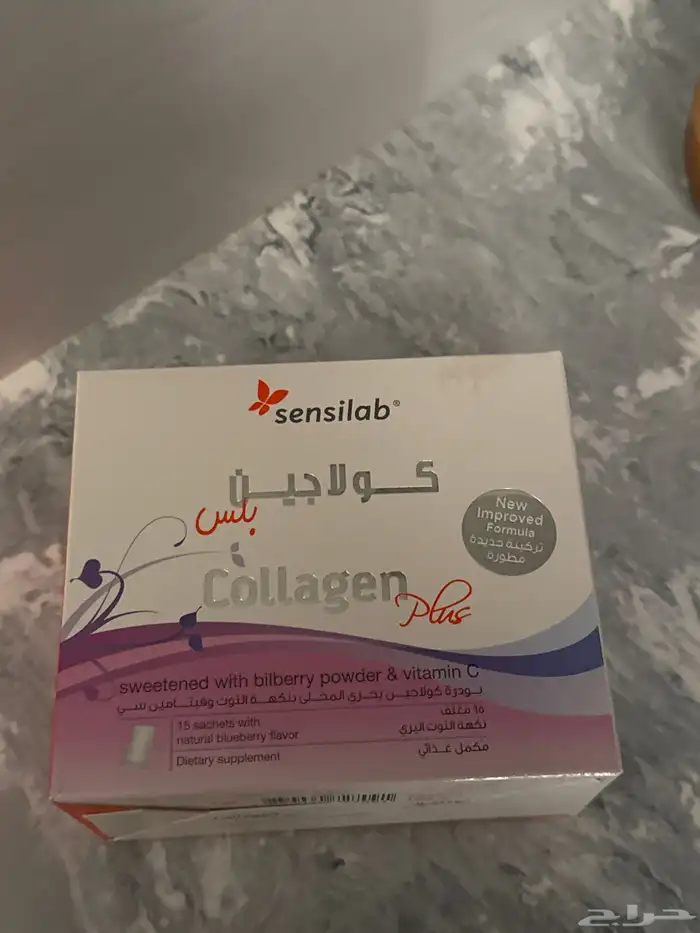 sensilab®
كولاجين
بلس
Collagen
Plus
New
Improved
Formula
تركيبة جديدة
مطورة
sweetened with bilberry powder & vitamin C
بودرة كولاجين بحري المحلى بنكهة التوت وفيتامين سي
15 sachets with
natural blueberry flavor
١٥ مغلف
بنكهة التوت البري
Dietary supplement
مكمل غذائي
حراج